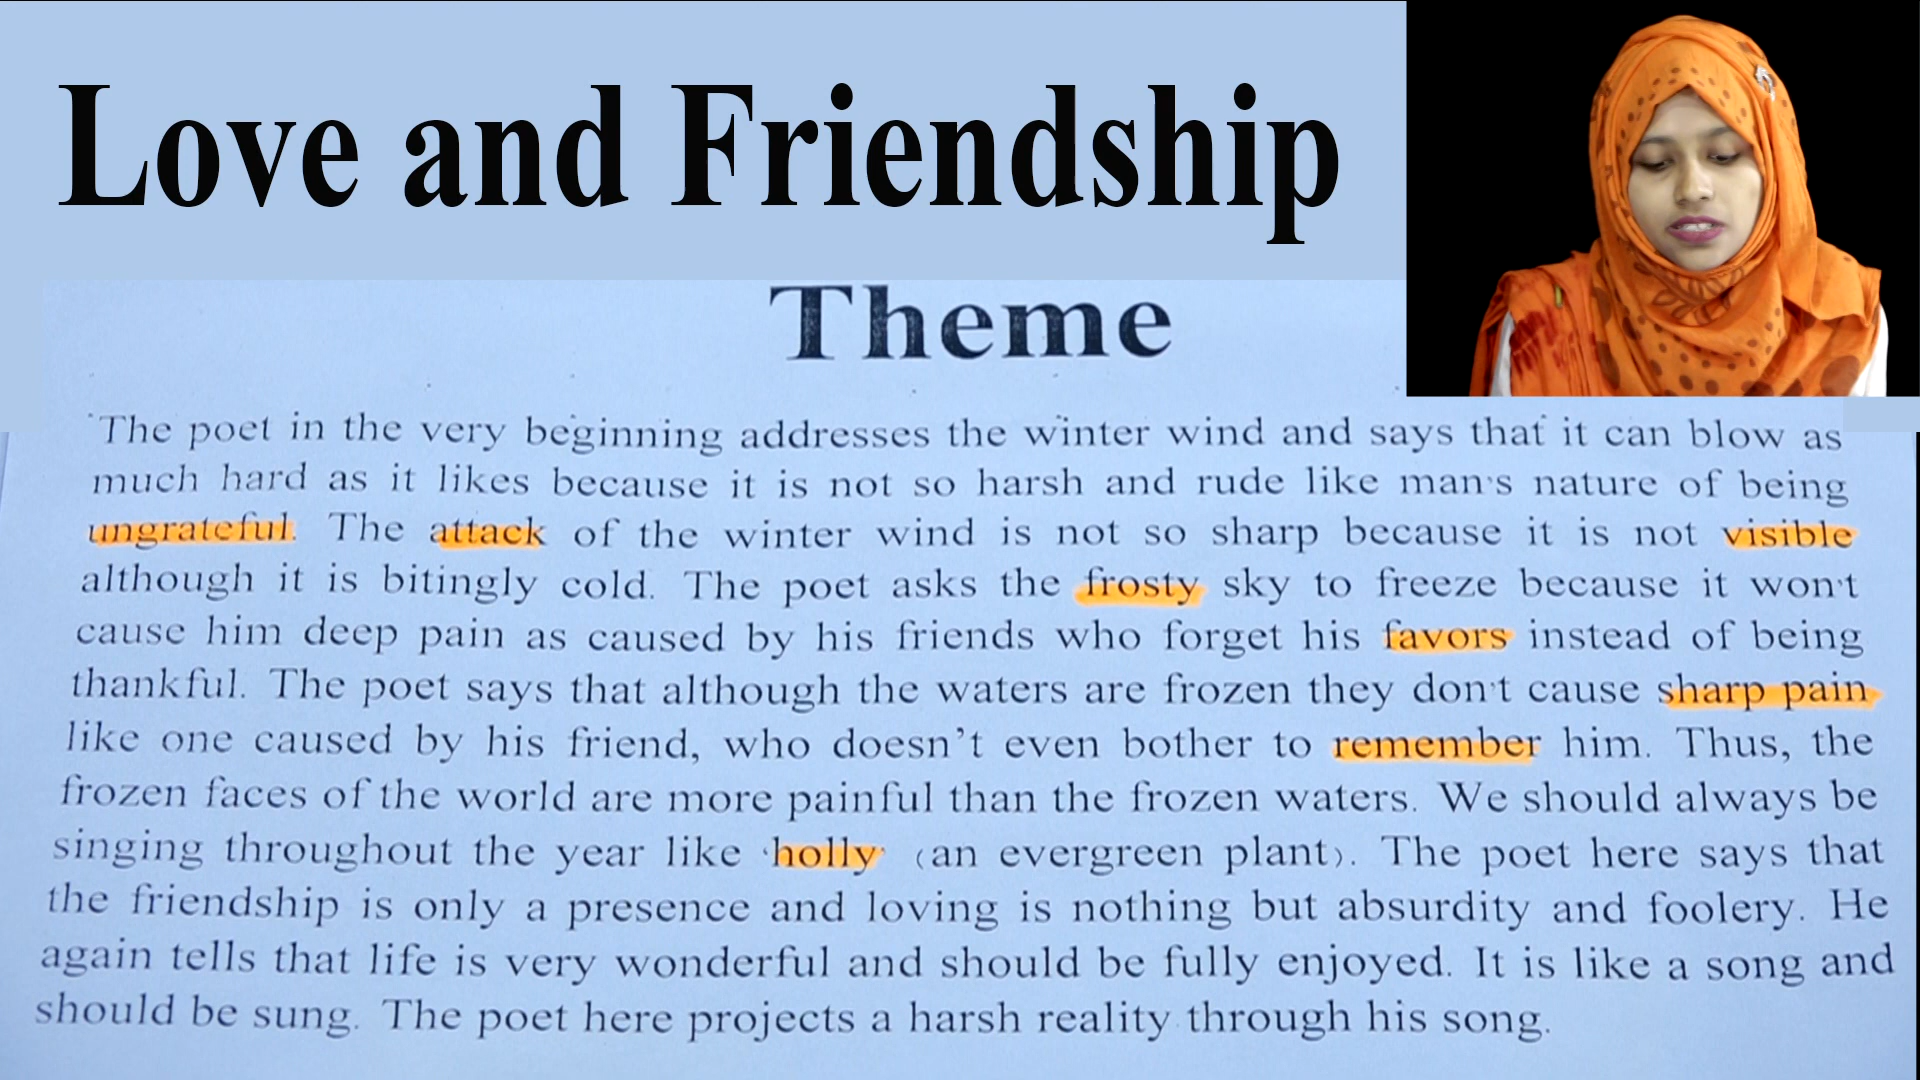 Love and Friendship
Theme
The poet in the very beginning addresses the winter wind and says that it can blow as
much hard as it likes because it is not so harsh and rude like man's nature of being
ungrateful. The attack of the winter wind is not so sharp because it is not visible
although it is bitingly cold. The poet asks the frosty sky to freeze because it won't
cause him deep pain as caused by his friends who forget his favors instead of being
thankful. The poet says that although the waters are frozen they don't cause sharp pain
like one caused by his friend, who doesn't even bother to remember him. Thus, the
frozen faces of the world are more painful than the frozen waters. We should always be
singing throughout the year like 'holly' (an evergreen plant). The poet here says that
the friendship is only a presence and loving is nothing but absurdity and foolery. He
again tells that life is very wonderful and should be fully enjoyed. It is like a song and
should be sung. The poet here projects a harsh reality through his song.